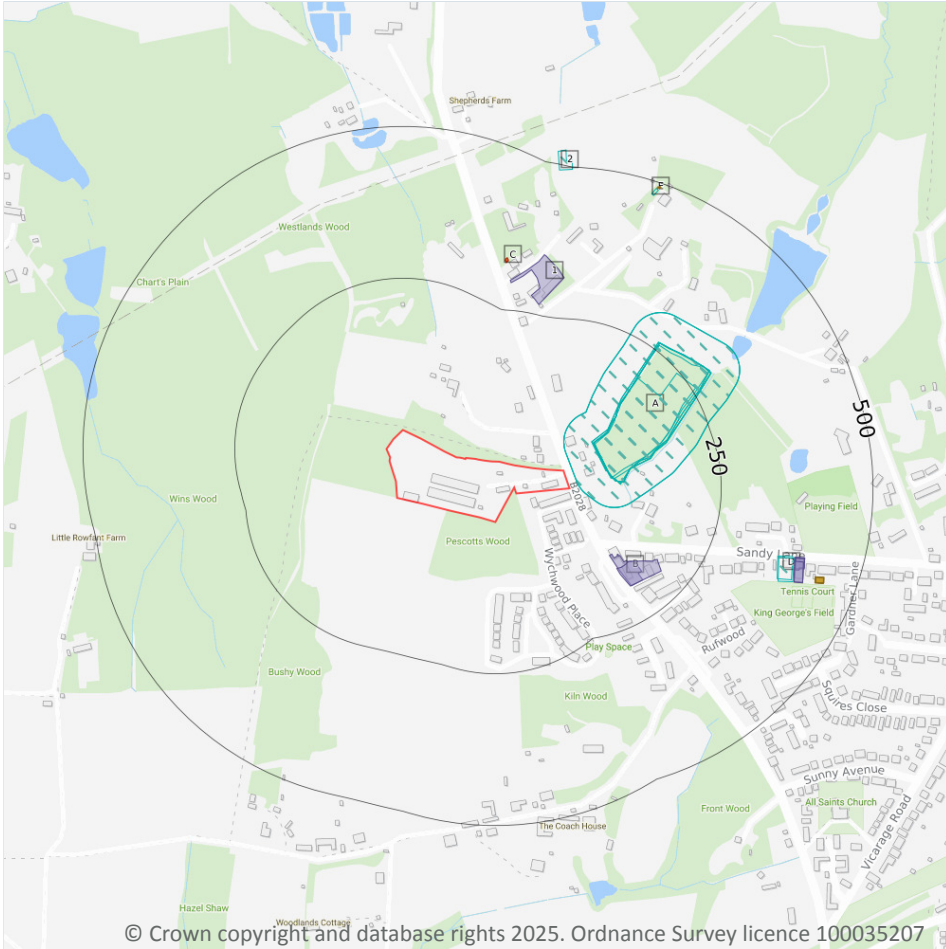 Shepherds Farm
2
E
Westlands Wood
C
1
Chart's Plain
A
500
250
Wins Wood
B2028
Playing Field
Little Rowfant Farm
Pescotts Wood
Sandy Lane
D
B
Wychwood Place
Tennis Court
King George's Field
Gardner Lane
Rufwood
Play Space
Bushy Wood
Kiln Wood
Squires Close
Sunny Avenue
Front Wood
All Saints Church
The Coach House
Vicarage Road
Hazel Shaw
Woodlands Cottage
© Crown copyright and database rights 2025. Ordnance Survey licence 100035207